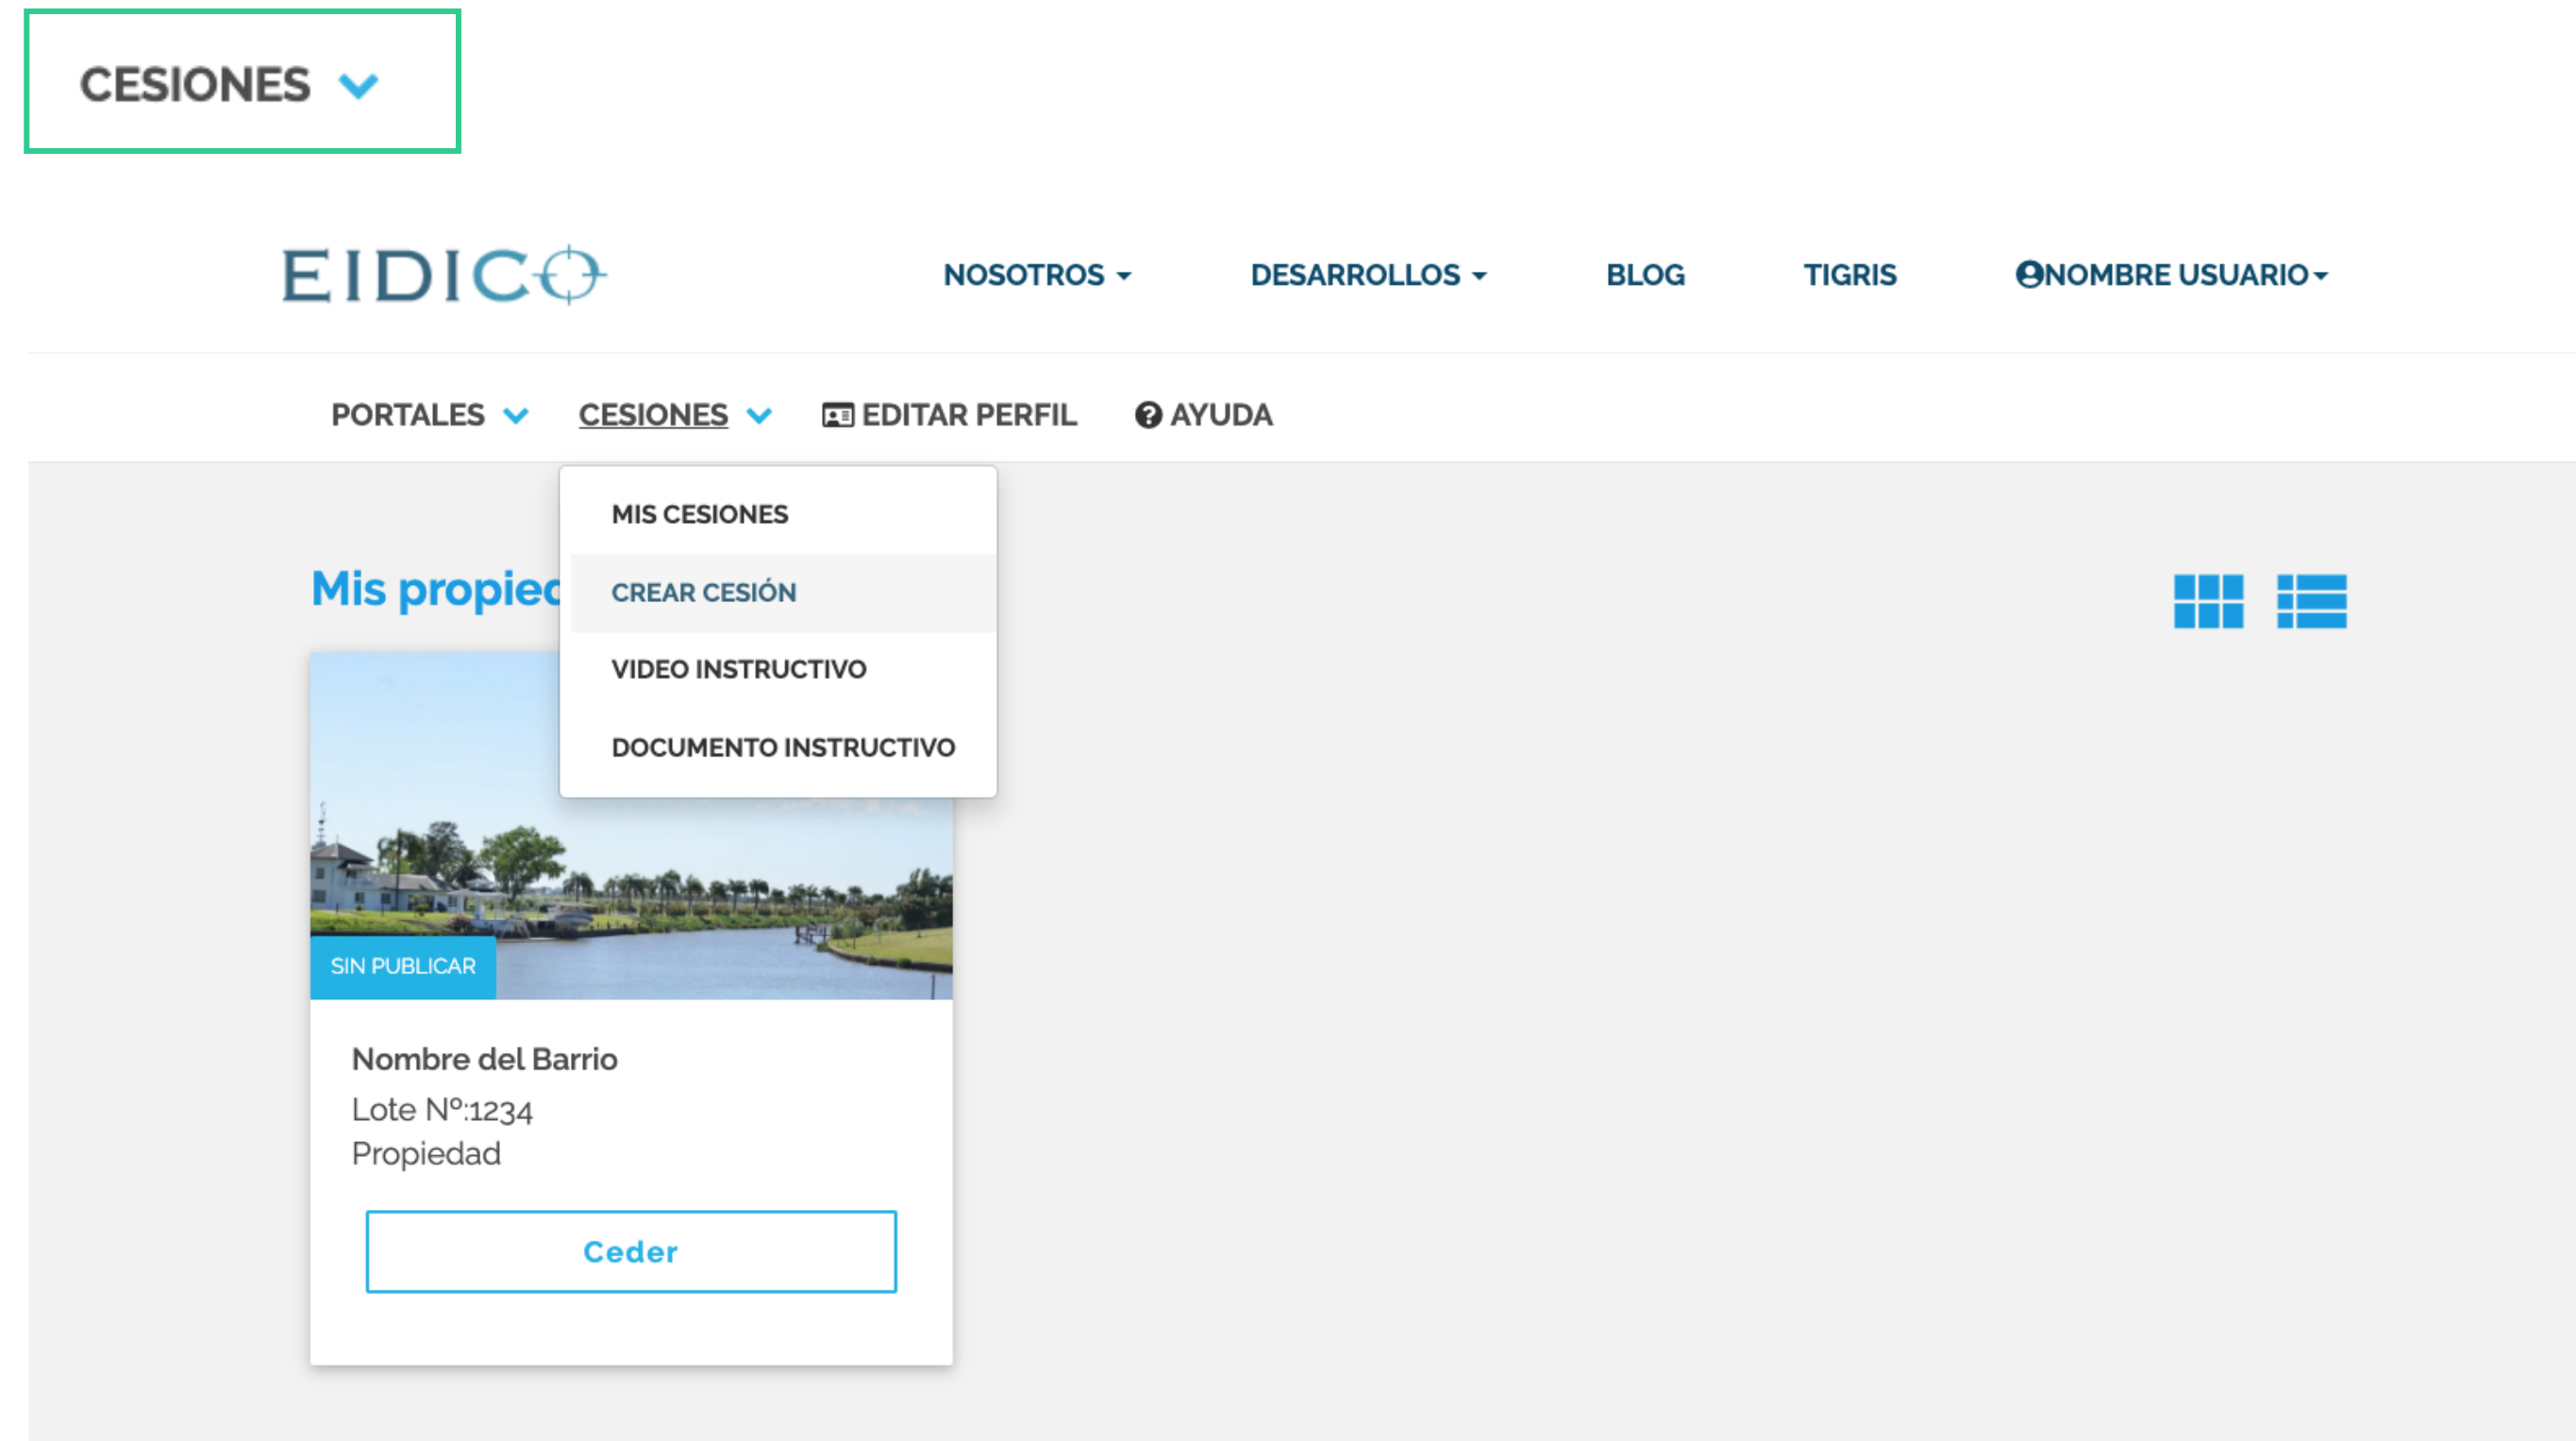 CESIONES
EIDICO
NOSOTROS
DESARROLLOS
BLOG
TIGRIS
NOMBRE USUARIO
PORTALES
CESIONES
EDITAR PERFIL
AYUDA
MIS CESIONES
CREAR CESIÓN
VIDEO INSTRUCTIVO
DOCUMENTO INSTRUCTIVO
Mis propied
SIN PUBLICAR
Nombre del Barrio
Lote Nº:1234
Propiedad
Ceder